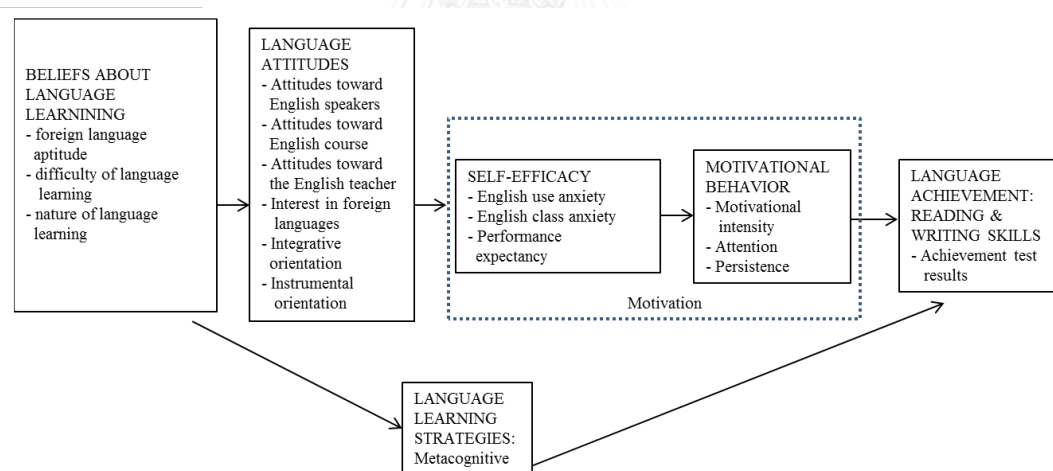 BELIEFS ABOUT
LANGUAGE
LEARNINING
- foreign language
aptitude
- difficulty of language
learning
- nature of language
learning
LANGUAGE
ATTITUDES
- Attitudes toward
English speakers
- Attitudes toward
English course
- Attitudes toward
the English teacher
- Interest in foreign
languages
- Integrative
orientation
- Instrumental
orientation
SELF-EFFICACY
- English use anxiety
- English class anxiety
- Performance
expectancy
MOTIVATIONAL
BEHAVIOR
- Motivational
intensity
- Attention
- Persistence
Motivation
LANGUAGE
ACHIEVEMENT:
READING &
WRITING SKILLS
- Achievement test
results
LANGUAGE
LEARNING
STRATEGIES:
Metacognitive